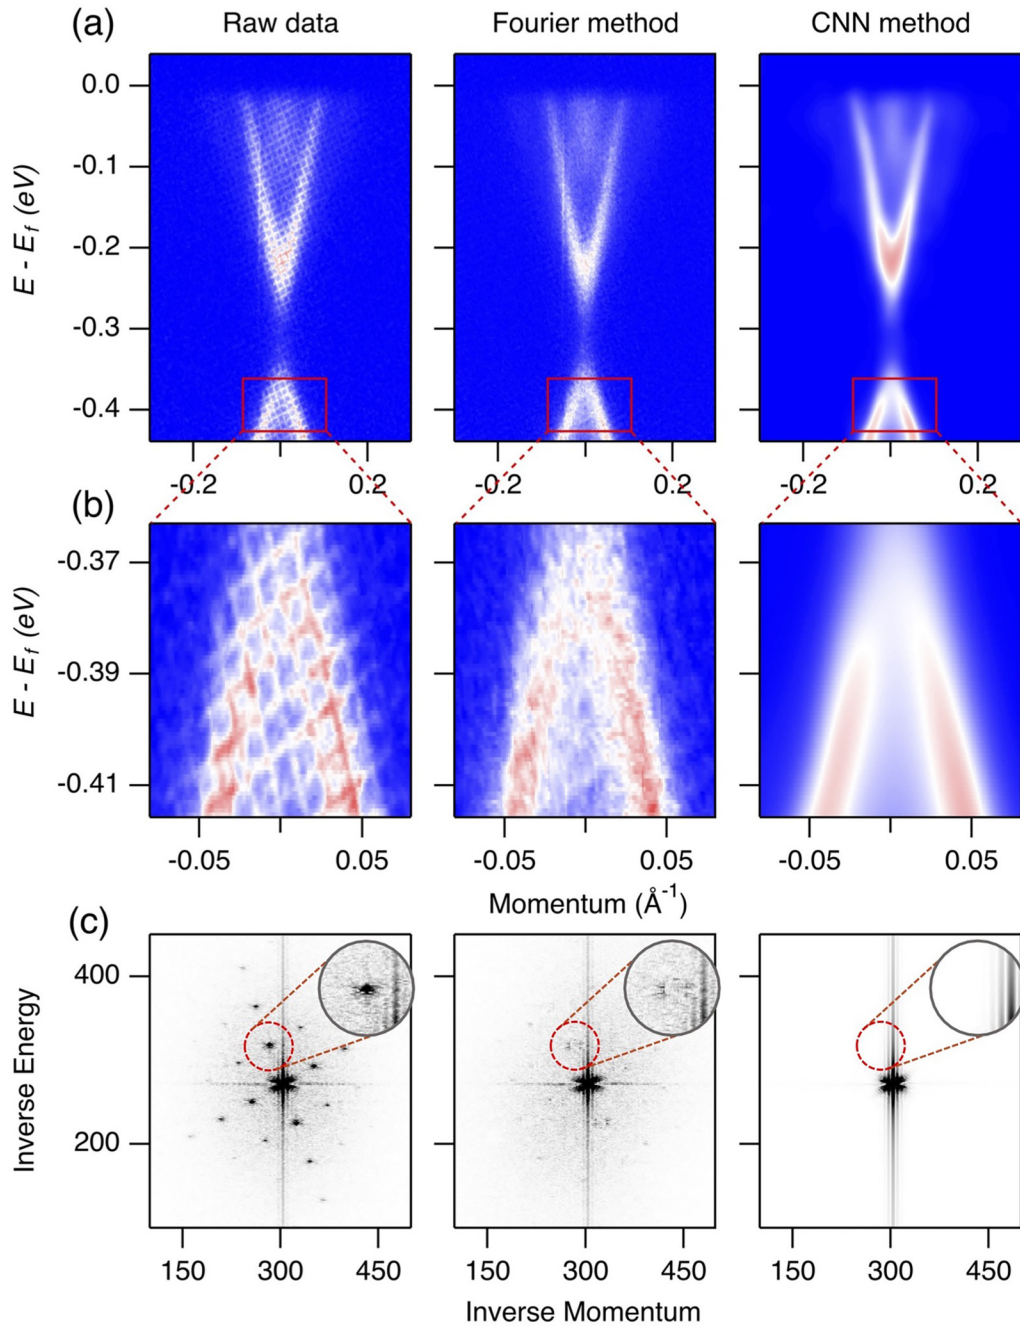 (a) Raw data Fourier method CNN method
0.0
-0.1
-0.2
-0.3
-0.4
E - E_f (eV)
-0.2 0.2 -0.2 0.2 -0.2 0.2
(b)
-0.37
-0.39
-0.41
E - E_f (eV)
-0.05 0.05 -0.05 0.05 -0.05 0.05
Momentum (Å⁻¹)
(c)
400
200
Inverse Energy
150 300 450 150 300 450 150 300 450
Inverse Momentum